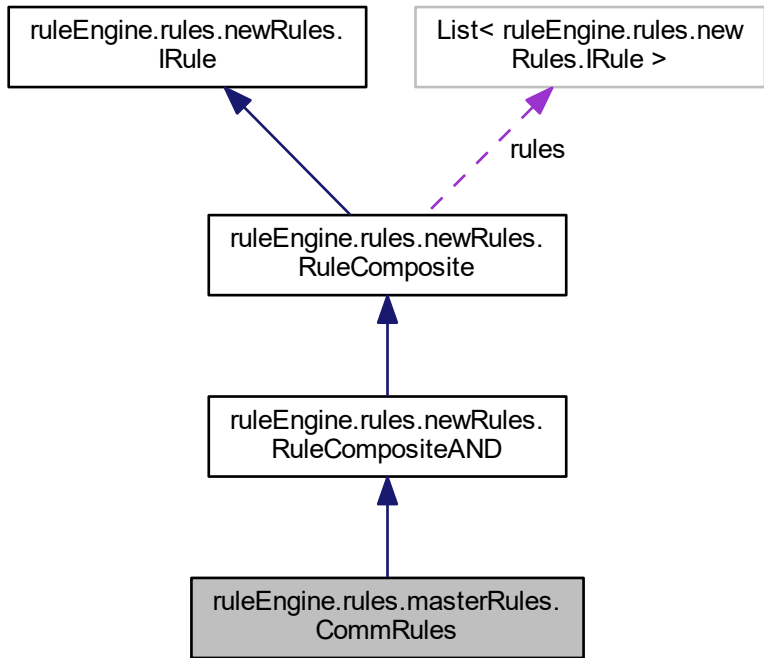 ruleEngine.rules.newRules.
IRule
List< ruleEngine.rules.new
Rules.IRule >
rules
ruleEngine.rules.newRules.
RuleComposite
ruleEngine.rules.newRules.
RuleCompositeAND
ruleEngine.rules.masterRules.
CommRules